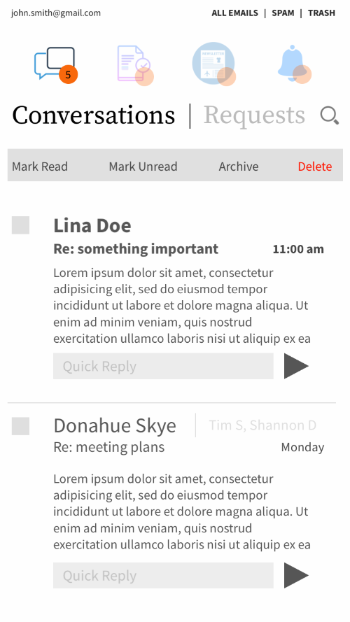 john.smith@gmail.com
ALL EMAILS | SPAM | TRASH
5
Conversations | Requests
Mark Read Mark Unread Archive Delete
Lina Doe
Re: something important 11:00 am
Lorem ipsum dolor sit amet, consectetur
adipisicing elit, sed do eiusmod tempor
incididunt ut labore et dolore magna aliqua. Ut
enim ad minim veniam, quis nostrud
exercitation ullamco laboris nisi ut aliquip ex ea
Quick Reply
Donahue Skye Tim S, Shannon D
Re: meeting plans Monday
Lorem ipsum dolor sit amet, consectetur
adipisicing elit, sed do eiusmod tempor
incididunt ut labore et dolore magna aliqua. Ut
enim ad minim veniam, quis nostrud
exercitation ullamco laboris nisi ut aliquip ex ea
Quick Reply